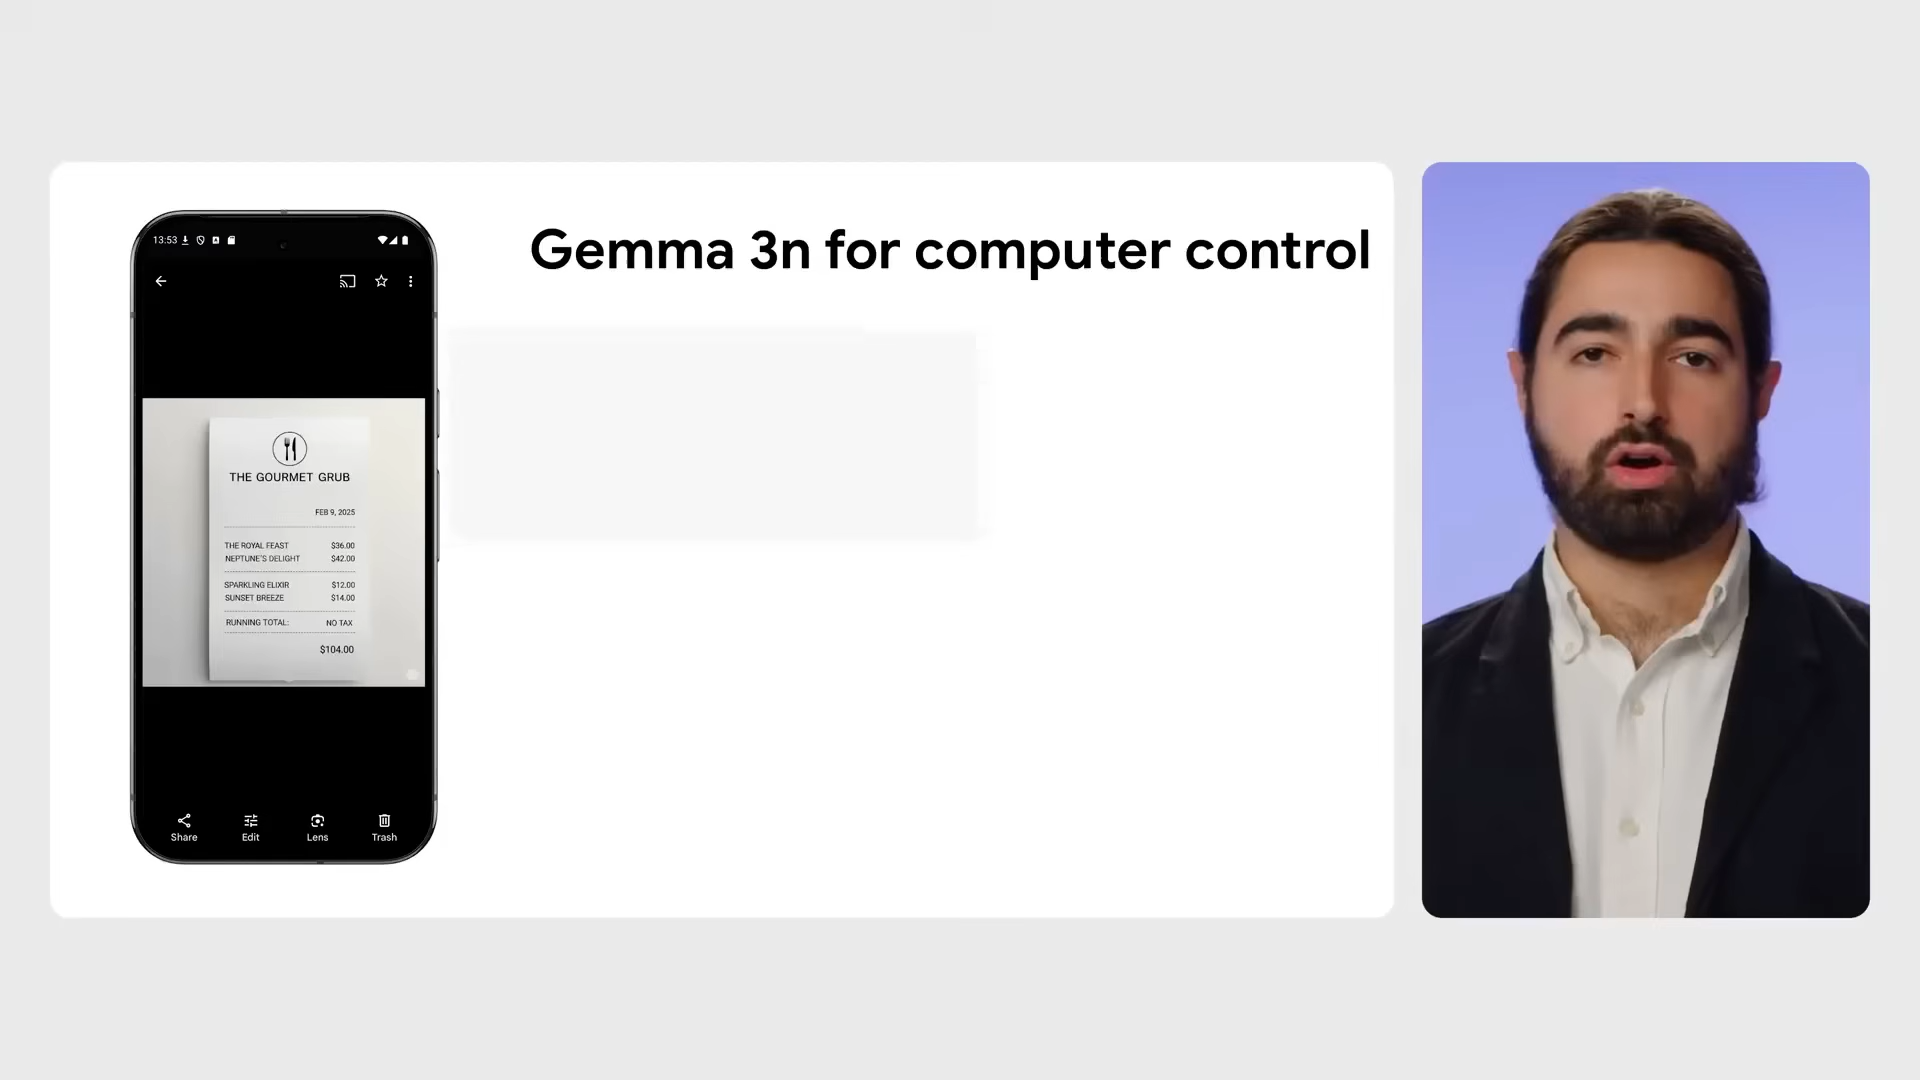 Gemma 3n for computer control
13:53
THE GOURMET GRUB
FEB 9, 2025
THE ROYAL FEAST $36.00
NEPTUNE'S DELIGHT $42.00
SPARKLING ELIXIR $12.00
SUNSET BREEZE $14.00
RUNNING TOTAL: NO TAX
$104.00
Share Edit Lens Trash